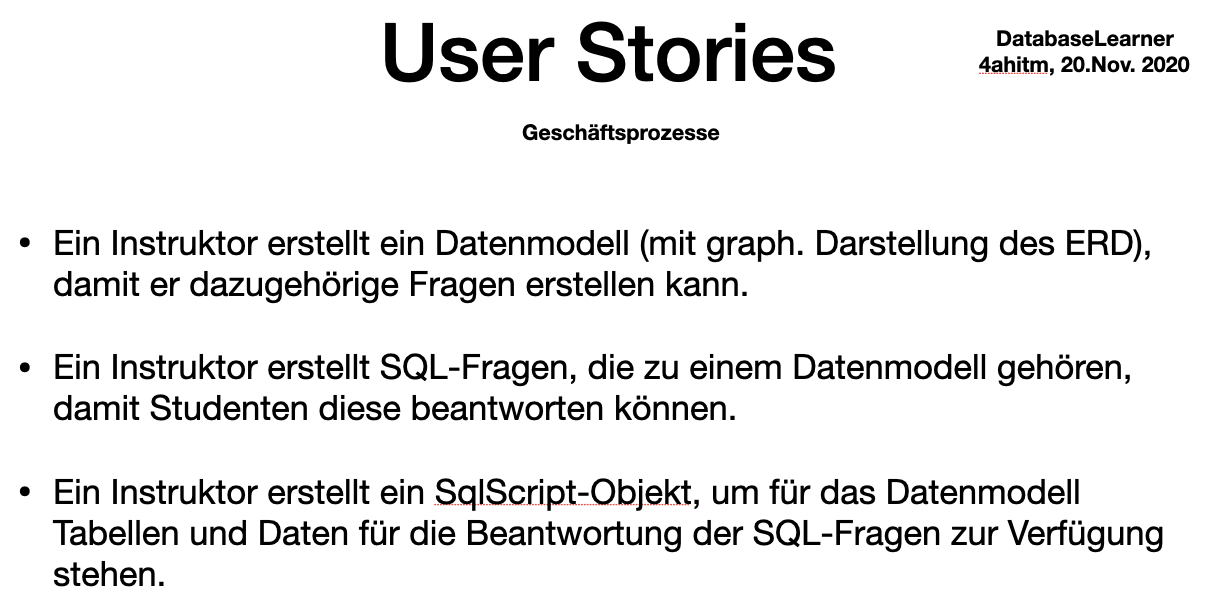 User Stories
DatabaseLearner
4ahitm, 20.Nov. 2020
Geschäftsprozesse
• Ein Instruktor erstellt ein Datenmodell (mit graph. Darstellung des ERD),
damit er dazugehörige Fragen erstellen kann.
• Ein Instruktor erstellt SQL-Fragen, die zu einem Datenmodell gehören,
damit Studenten diese beantworten können.
• Ein Instruktor erstellt ein SqlScript-Objekt, um für das Datenmodell
Tabellen und Daten für die Beantwortung der SQL-Fragen zur Verfügung
stehen.